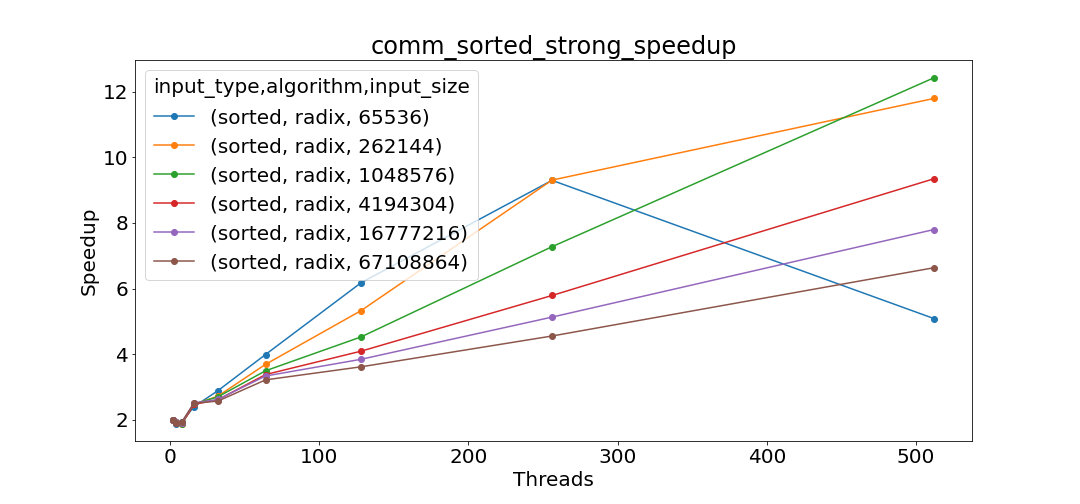 comm_sorted_strong_speedup
input_type,algorithm,input_size
(sorted, radix, 65536)
(sorted, radix, 262144)
(sorted, radix, 1048576)
(sorted, radix, 4194304)
(sorted, radix, 16777216)
(sorted, radix, 67108864)
Speedup
12
10
8
6
4
2
0 100 200 300 400 500
Threads